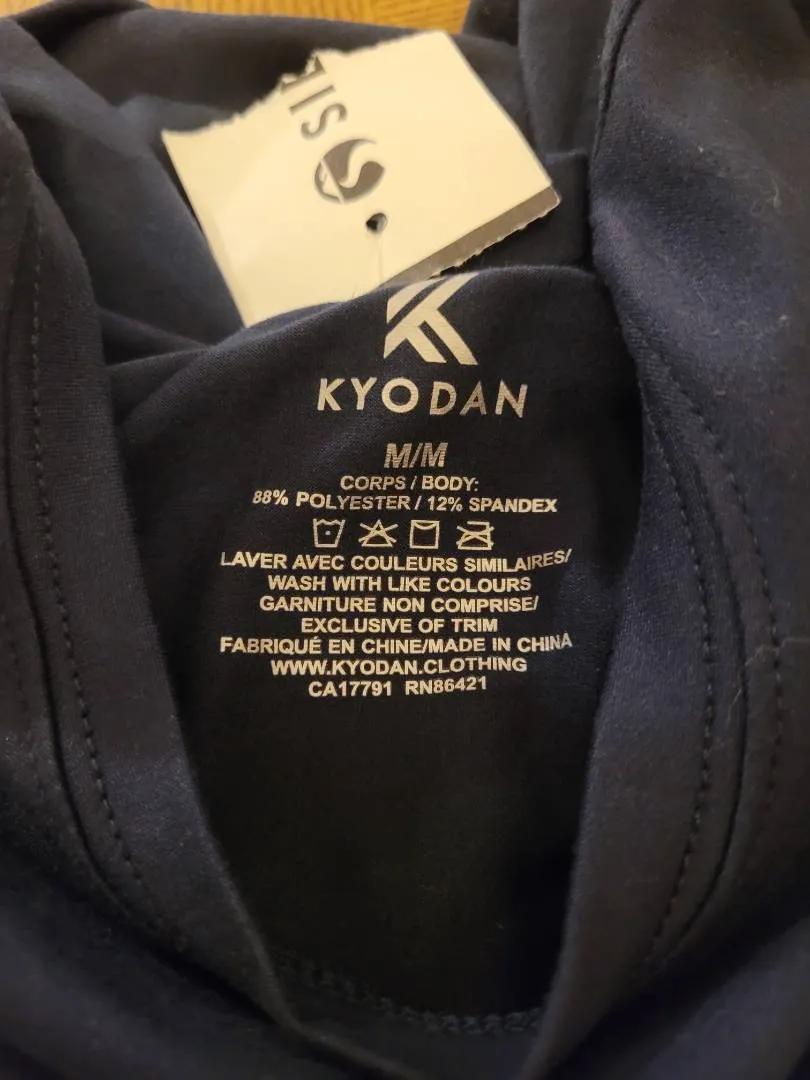 KYODAN
M/M
CORPS / BODY:
88% POLYESTER / 12% SPANDEX
LAVER AVEC COULEURS SIMILAIRES/
WASH WITH LIKE COLOURS
GARNITURE NON COMPRISE/
EXCLUSIVE OF TRIM
FABRIQUÉ EN CHINE/MADE IN CHINA
WWW.KYODAN.CLOTHING
CA17791 RN86421